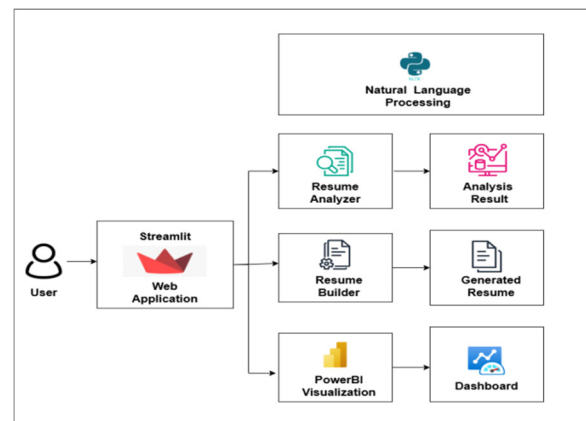 Natural Language
Processing
Resume
Analyzer
Analysis
Result
Streamlit
Web
Application
User
Resume
Builder
Generated
Resume
PowerBI
Visualization
Dashboard